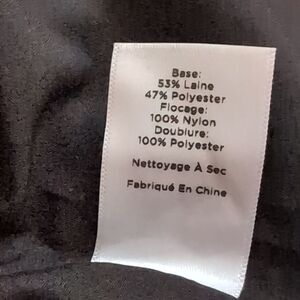 Base:
53% Laine
47% Polyester
Flocage:
100% Nylon
Doublure:
100% Polyester
Nettoyage À Sec
Fabriqué En Chine